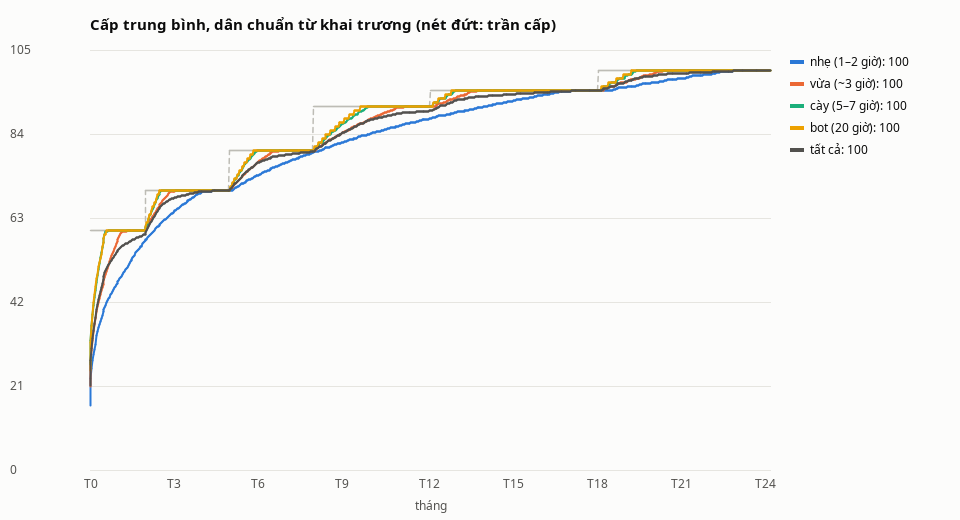 Cấp trung bình, dân chuẩn từ khai trương (nét đứt: trần cấp)
105
84
63
42
21
0
T0
T3
T6
T9
T12
T15
T18
T21
T24
tháng
nhẹ (1–2 giờ): 100
vừa (~3 giờ): 100
cày (5–7 giờ): 100
bot (20 giờ): 100
tất cả: 100